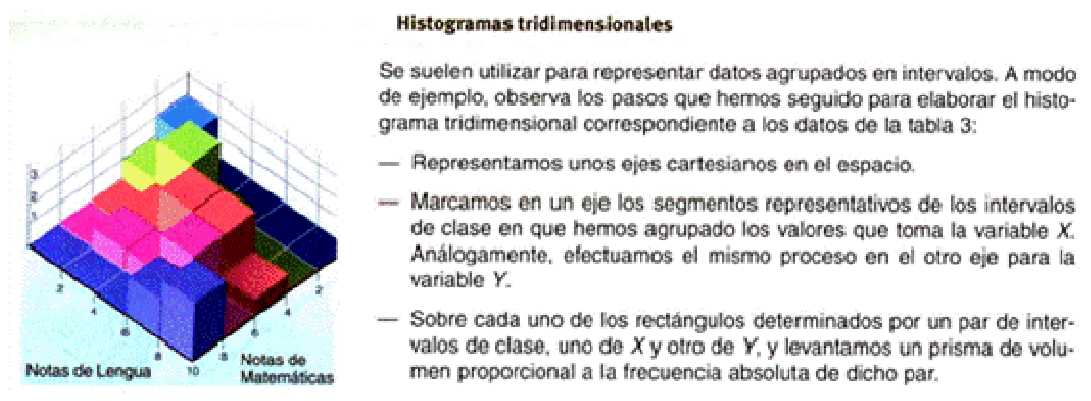 Histogramas tridimensionales
Se suelen utilizar para representar datos agrupados en intervalos. A modo
de ejemplo, observa los pasos que hemos seguido para elaborar el histo-
grama tridimensional correspondiente a los datos de la tabla 3:
— Representamos unos ejes cartesianos en el espacio.
— Marcamos en un eje los segmentos representativos de los intervalos
de clase en que hemos agrupado los valores que toma la variable X.
Análogamente, efectuamos el mismo proceso en el otro eje para la
variable Y.
— Sobre cada uno de los rectángulos determinados por un par de inter-
valos de clase, uno de X y otro de Y, y levantamos un prisma de volu-
men proporcional a la frecuencia absoluta de dicho par.
3
2
1
2
4
6
8
10
8
6
4
2
Notas de Lengua
Notas de
Matemáticas